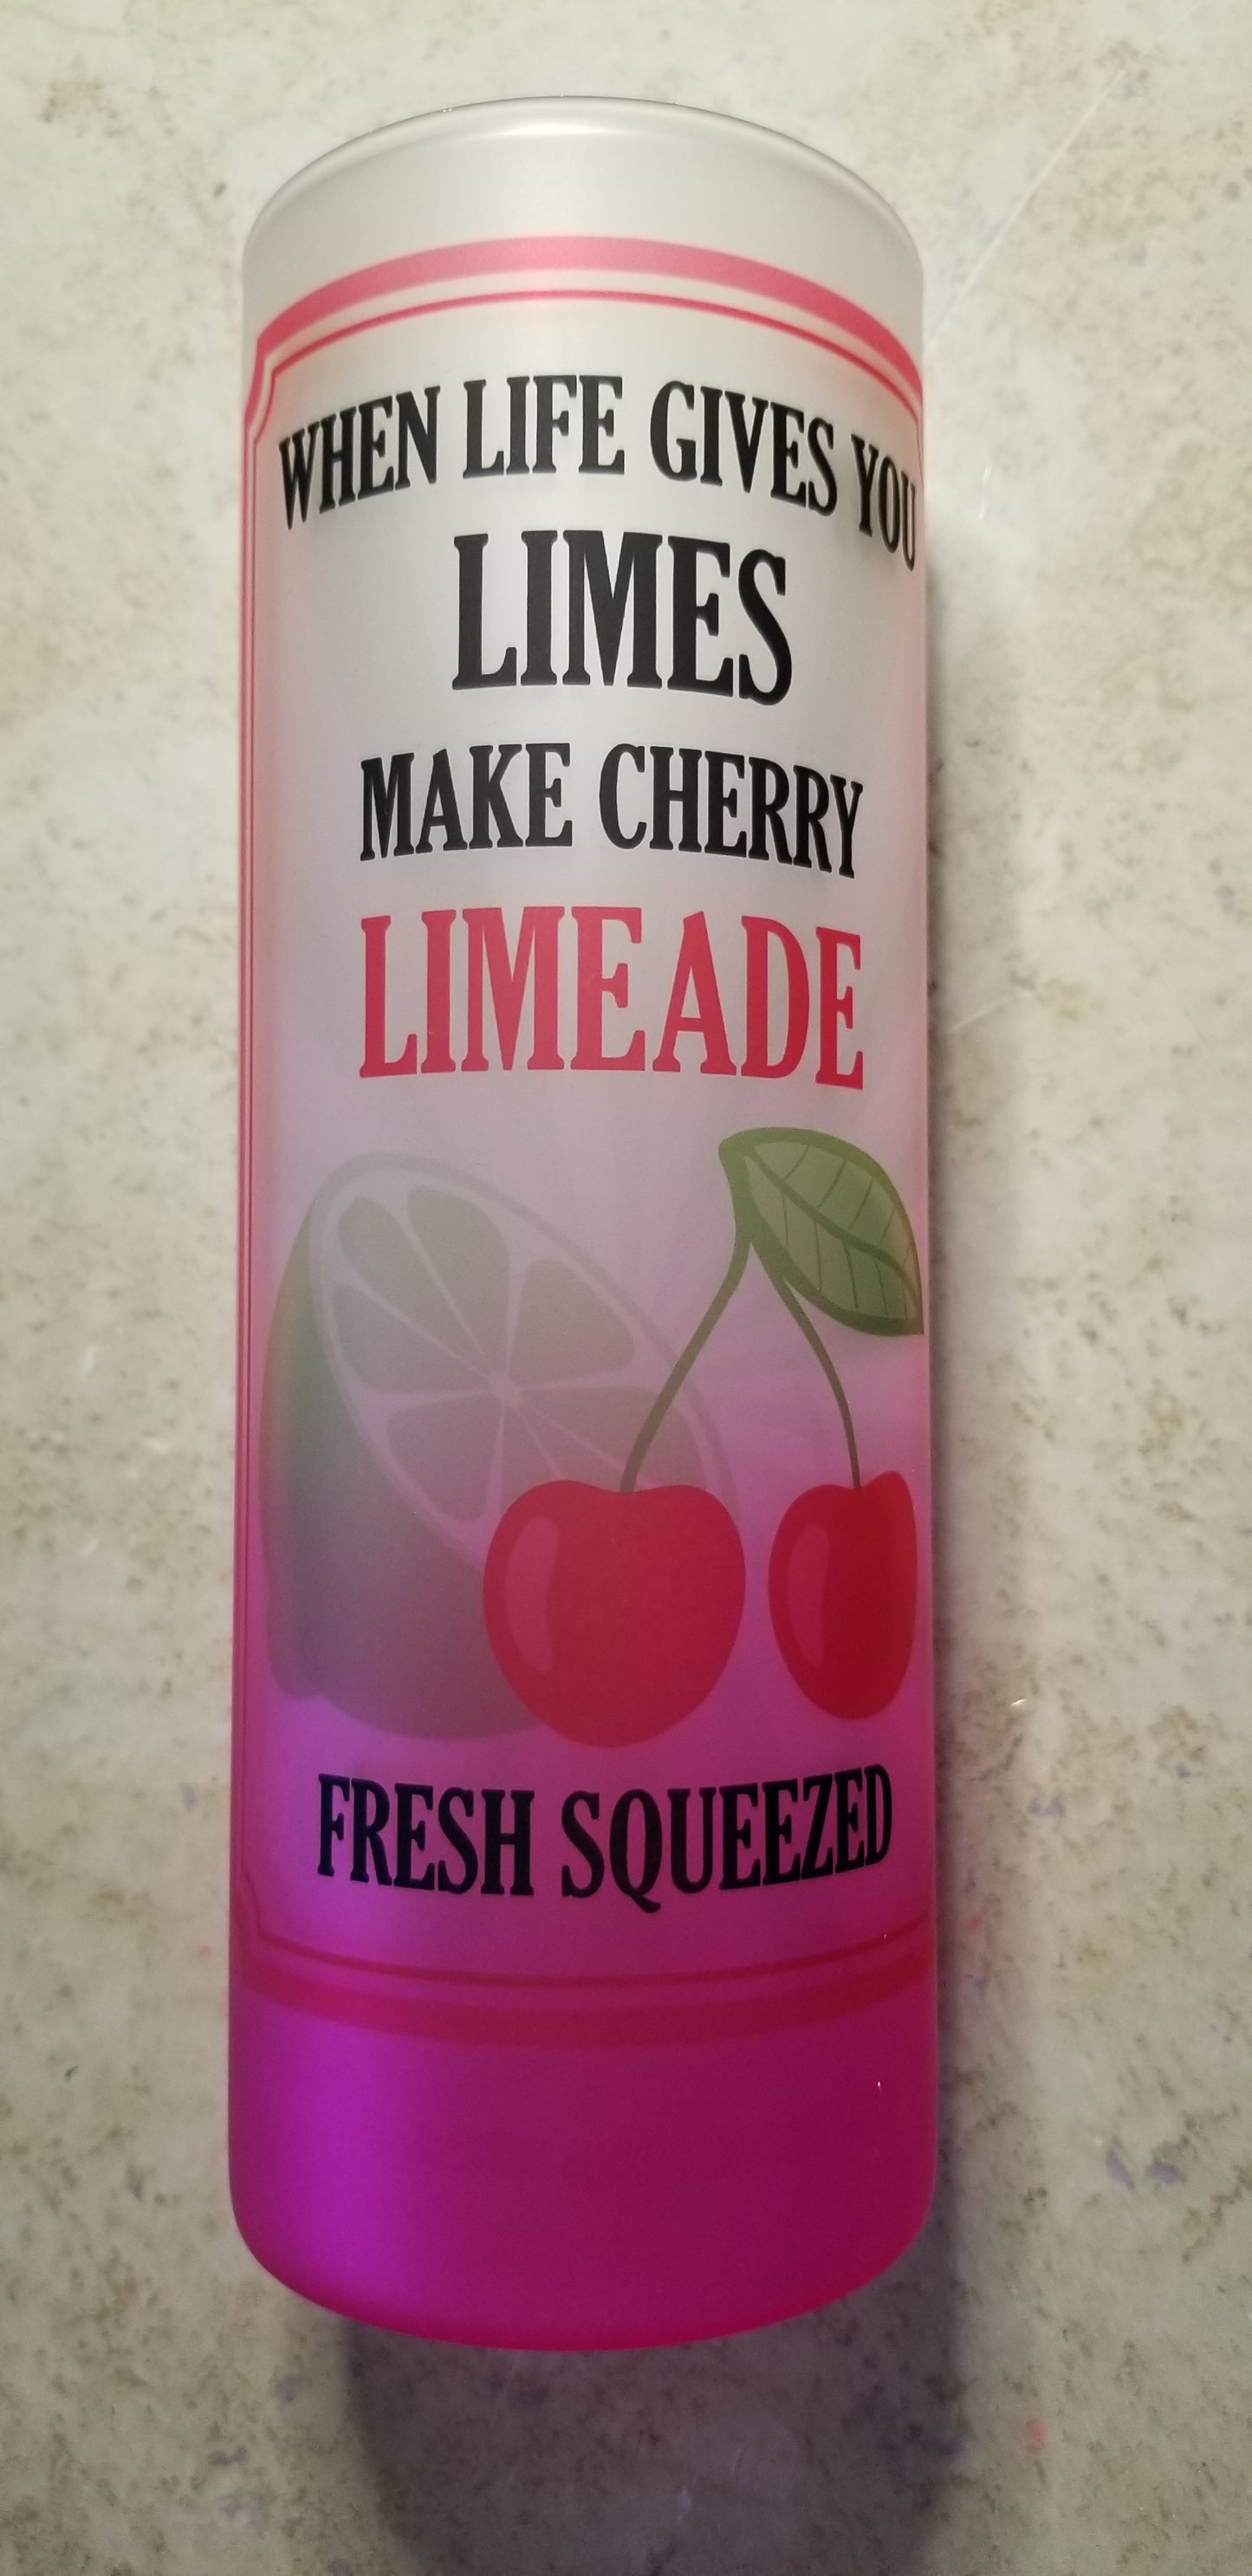 WHEN LIFE GIVES YOU
LIMES
MAKE CHERRY
LIMEADE
FRESH SQUEEZED